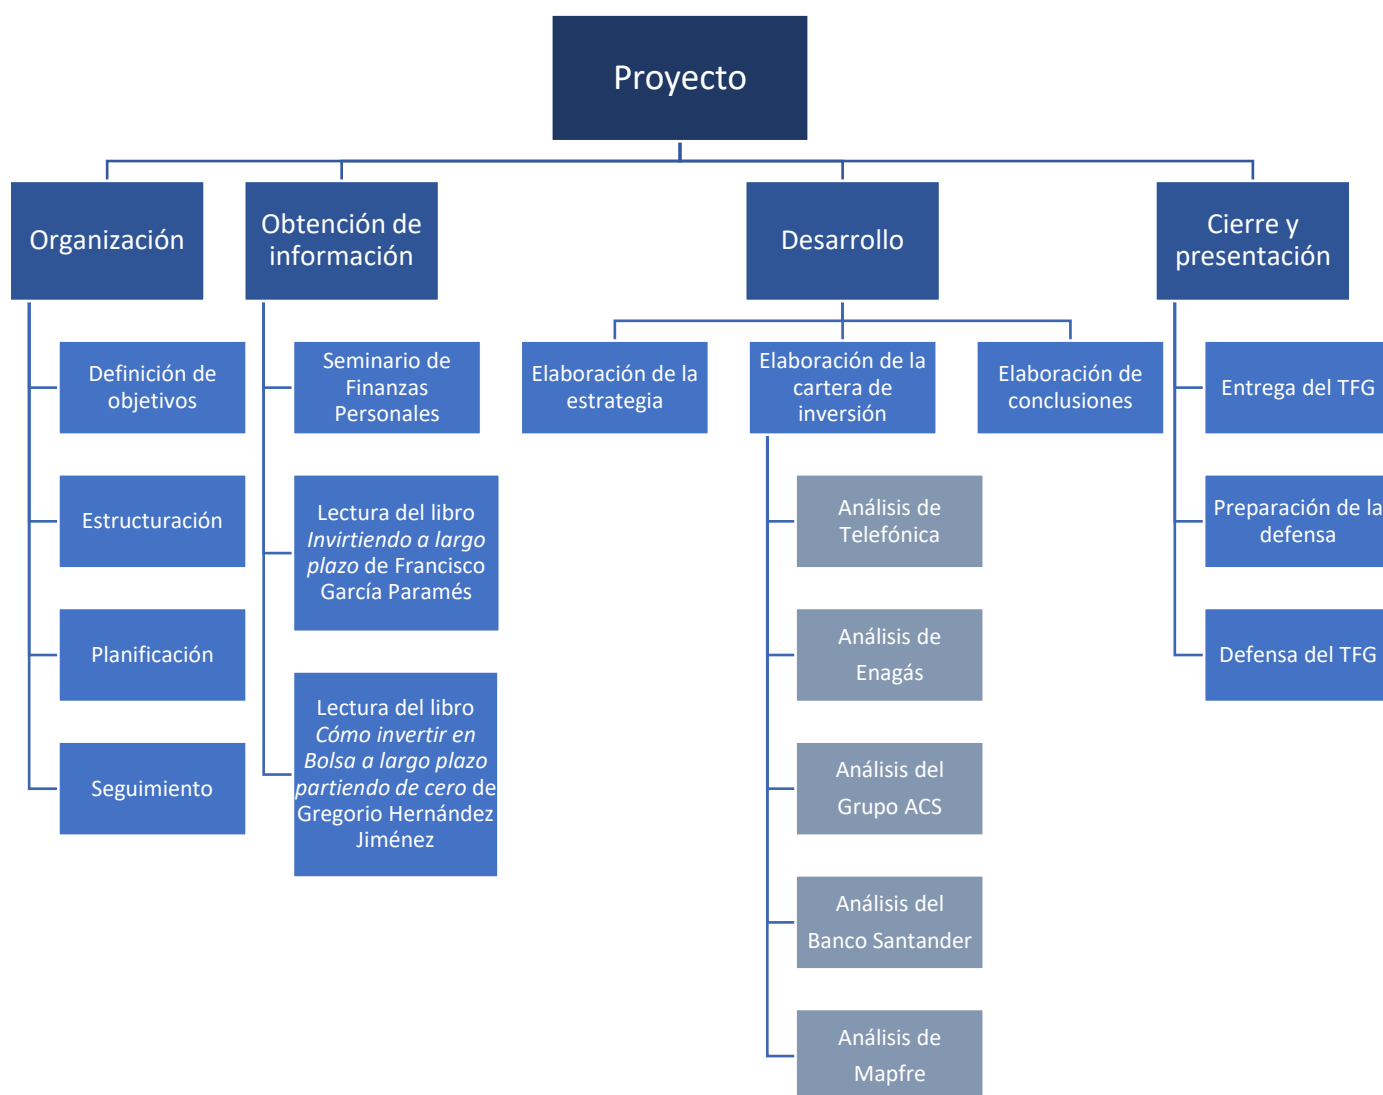 Proyecto
Organización
Obtención de
información
Desarrollo
Cierre y
presentación
Definición de
objetivos
Estructuración
Planificación
Seguimiento
Seminario de
Finanzas
Personales
Lectura del libro
Invirtiendo a largo
plazo de Francisco
García Paramés
Lectura del libro
Cómo invertir en
Bolsa a largo plazo
partiendo de cero de
Gregorio Hernández
Jiménez
Elaboración de la
estrategia
Elaboración de la
cartera de
inversión
Análisis de
Telefónica
Análisis de
Enagás
Análisis del
Grupo ACS
Análisis del
Banco Santander
Análisis de
Mapfre
Elaboración de
conclusiones
Entrega del TFG
Preparación de la
defensa
Defensa del TFG